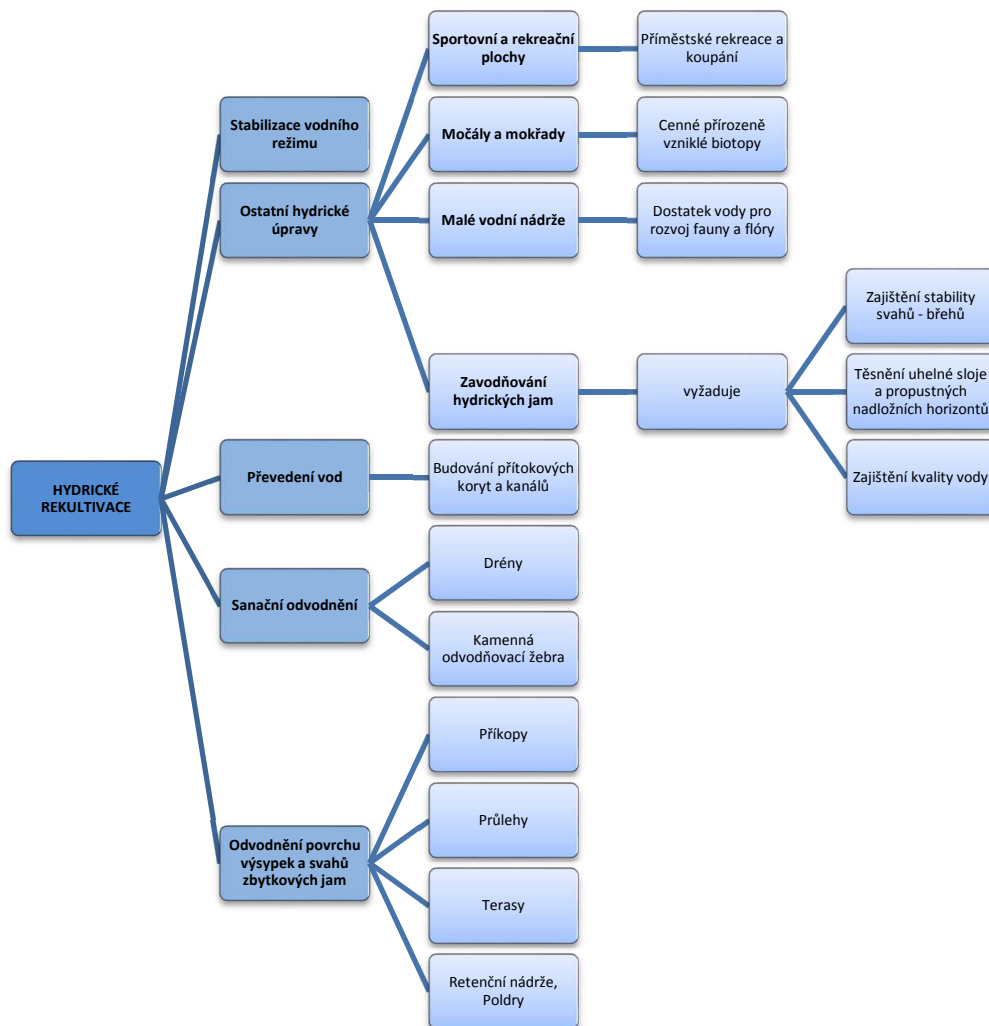 Sportovní a rekreační
plochy
Příměstské rekreace a
koupání
Stabilizace vodního
režimu
Močály a mokřady
Cenné přírozeně
vzniklé biotopy
Ostatní hydrické
úpravy
Malé vodní nádrže
Dostatek vody pro
rozvoj fauny a flóry
Zajištění stability
svahů - břehů
Zavodňování
hydrických jam
vyžaduje
Těsnění uhelné sloje
a propustných
nadložních horizontů
Zajištění kvality vody
HYDRICKÉ
REKULTIVACE
Převedení vod
Budování přítokových
koryt a kanálů
Sanační odvodnění
Drény
Kamenná
odvodňovací žebra
Odvodnění povrchu
výsypek a svahů
zbytkových jam
Příkopy
Průlehy
Terasy
Retenční nádrže,
Poldry